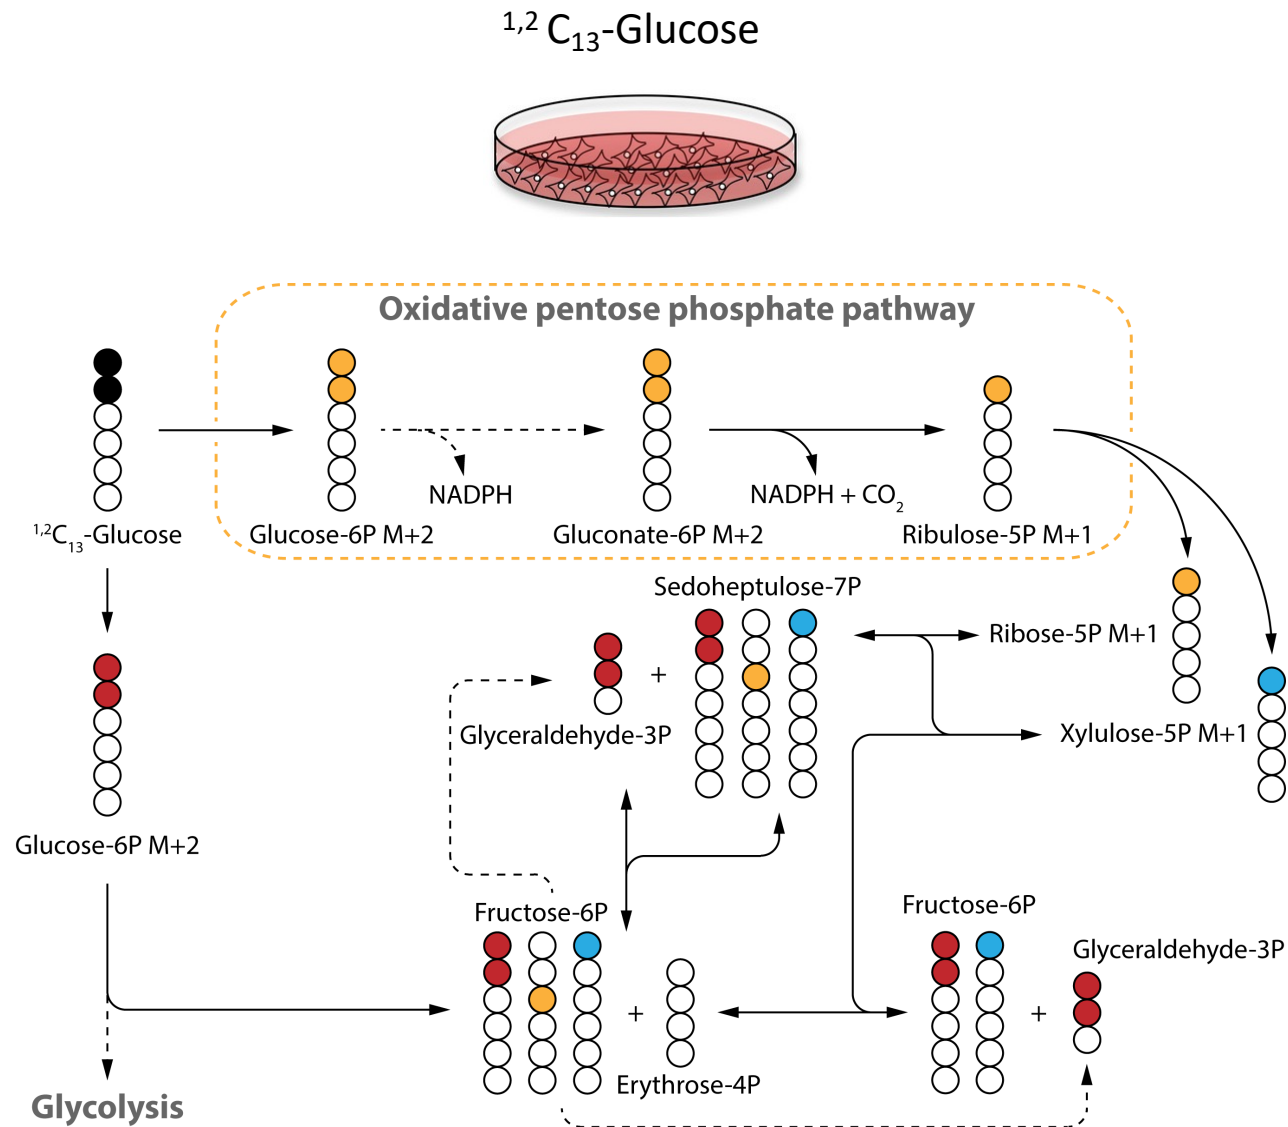 1,2 C13-Glucose
Oxidative pentose phosphate pathway
NADPH
NADPH + CO2
1,2C13-Glucose
Glucose-6P M+2
Gluconate-6P M+2
Ribulose-5P M+1
Sedoheptulose-7P
+
Ribose-5P M+1
Glyceraldehyde-3P
Xylulose-5P M+1
Glucose-6P M+2
Fructose-6P
Fructose-6P
Glyceraldehyde-3P
+
+
Erythrose-4P
Glycolysis